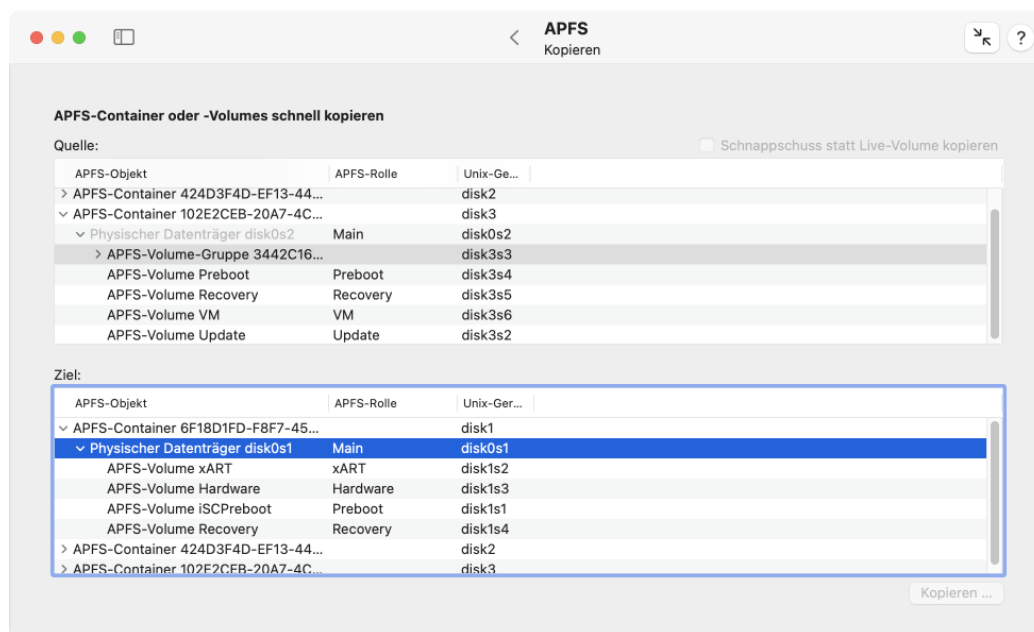 APFS
Kopieren
?
APFS-Container oder -Volumes schnell kopieren
Quelle:
Schnappschuss statt Live-Volume kopieren
APFS-Objekt APFS-Rolle Unix-Ge...
APFS-Container 424D3F4D-EF13-44... disk2
APFS-Container 102E2CEB-20A7-4C... disk3
Physischer Datenträger disk0s2 Main disk0s2
APFS-Volume-Gruppe 3442C16... disk3s3
APFS-Volume Preboot Preboot disk3s4
APFS-Volume Recovery Recovery disk3s5
APFS-Volume VM VM disk3s6
APFS-Volume Update Update disk3s2
Ziel:
APFS-Objekt APFS-Rolle Unix-Ger...
APFS-Container 6F18D1FD-F8F7-45... disk1
Physischer Datenträger disk0s1 Main disk0s1
APFS-Volume xART xART disk1s2
APFS-Volume Hardware Hardware disk1s3
APFS-Volume iSCPreboot Preboot disk1s1
APFS-Volume Recovery Recovery disk1s4
APFS-Container 424D3F4D-EF13-44... disk2
APFS-Container 102E2CEB-20A7-4C... disk3
Kopieren ...